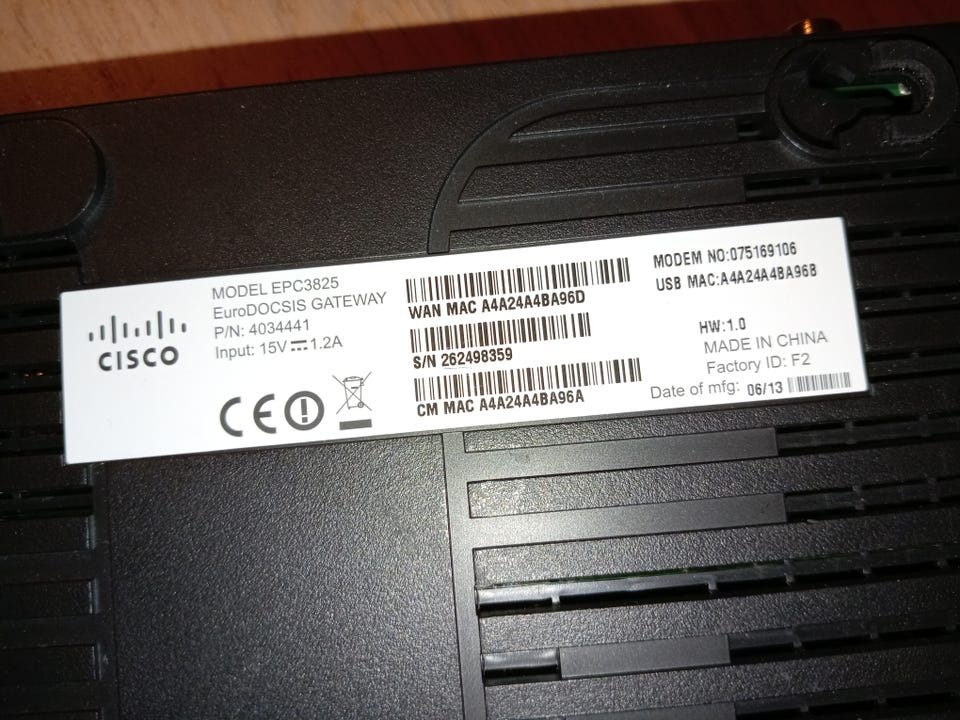 CISCO
MODEL EPC3825
EuroDOCSIS GATEWAY
P/N: 4034441
Input: 15V ⎓ 1.2A
CE
WAN MAC A4A24A4BA96D
S/N 262498359
CM MAC A4A24A4BA96A
MODEM NO:075169106
USB MAC:A4A24A4BA96B
HW:1.0
MADE IN CHINA
Factory ID: F2
Date of mfg: 06/13